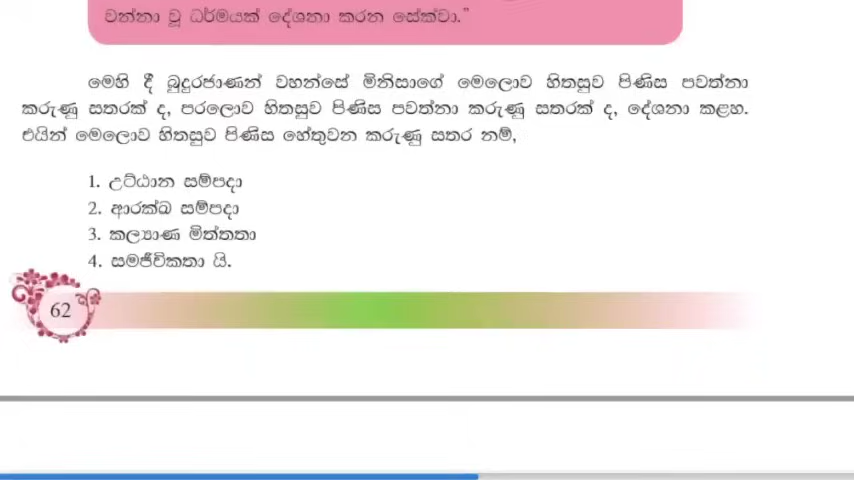 වන්නා වූ ධර්මයක් දේශනා කරන සේක්වා.”
මෙහි දී බුදුරජාණන් වහන්සේ මිනිසාගේ මෙලොව හිතසුව පිණිස පවත්නා
කරුණු සතරක් ද, පරලොව හිතසුව පිණිස පවත්නා කරුණු සතරක් ද, දේශනා කළහ.
එයින් මෙලොව හිතසුව පිණිස හේතුවන කරුණු සතර නම්,
1. උට්ඨාන සම්පදා
2. ආරක්ඛ සම්පදා
3. කල්‍යාණ මිත්තතා
4. සමජීවිකතා යි.
62